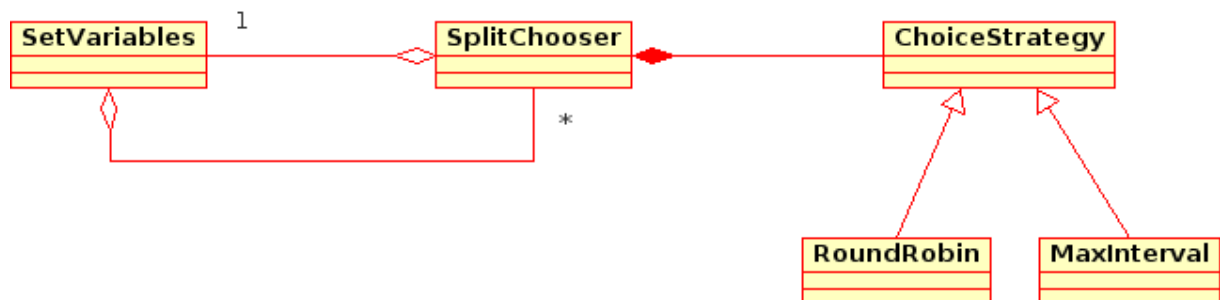 1
SetVariables
SplitChooser
ChoiceStrategy
*
RoundRobin
MaxInterval